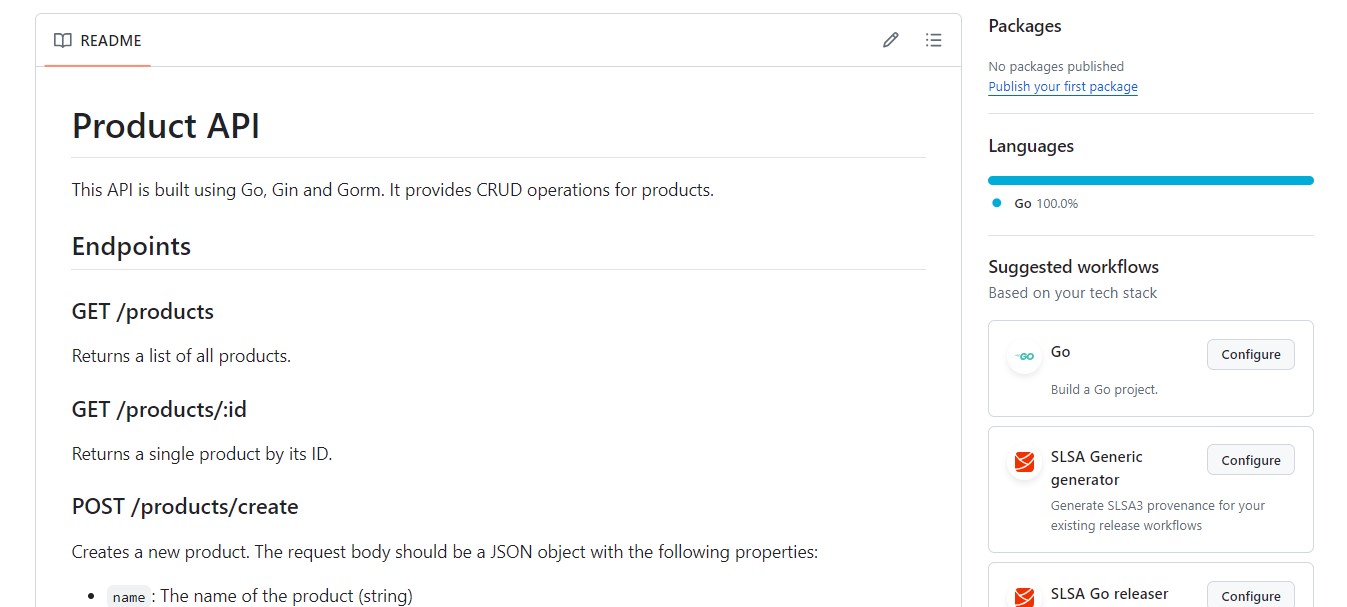 README
Product API
This API is built using Go, Gin and Gorm. It provides CRUD operations for products.
Endpoints
GET /products
Returns a list of all products.
GET /products/:id
Returns a single product by its ID.
POST /products/create
Creates a new product. The request body should be a JSON object with the following properties:
• name: The name of the product (string)
Packages
No packages published
Publish your first package
Languages
Go 100.0%
Suggested workflows
Based on your tech stack
GO
Go
Configure
Build a Go project.
SLSA Generic
generator
Configure
Generate SLSA3 provenance for your
existing release workflows
SLSA Go releaser
Configure